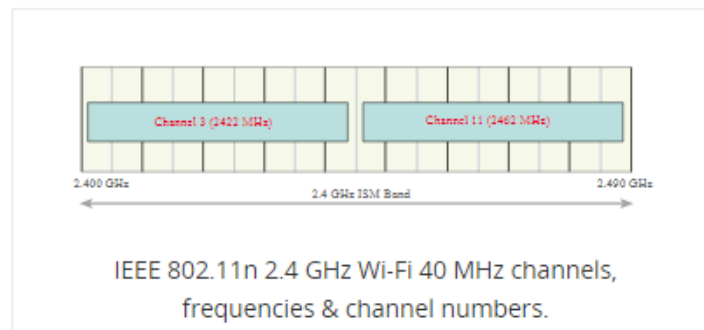 Channel 3 (2422 MHz)
Channel 11 (2462 MHz)
2.400 GHz
2.490 GHz
2.4 GHz ISM Band
IEEE 802.11n 2.4 GHz Wi-Fi 40 MHz channels,
frequencies & channel numbers.